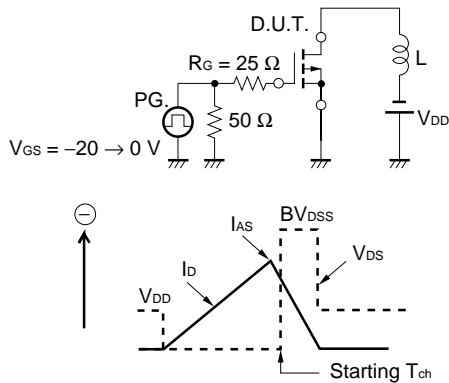 D.U.T.
RG = 25 Ω
L
PG.
50 Ω
VDD
VGS = −20 → 0 V
−
IAS
BVDSS
ID
VDS
VDD
Starting Tch